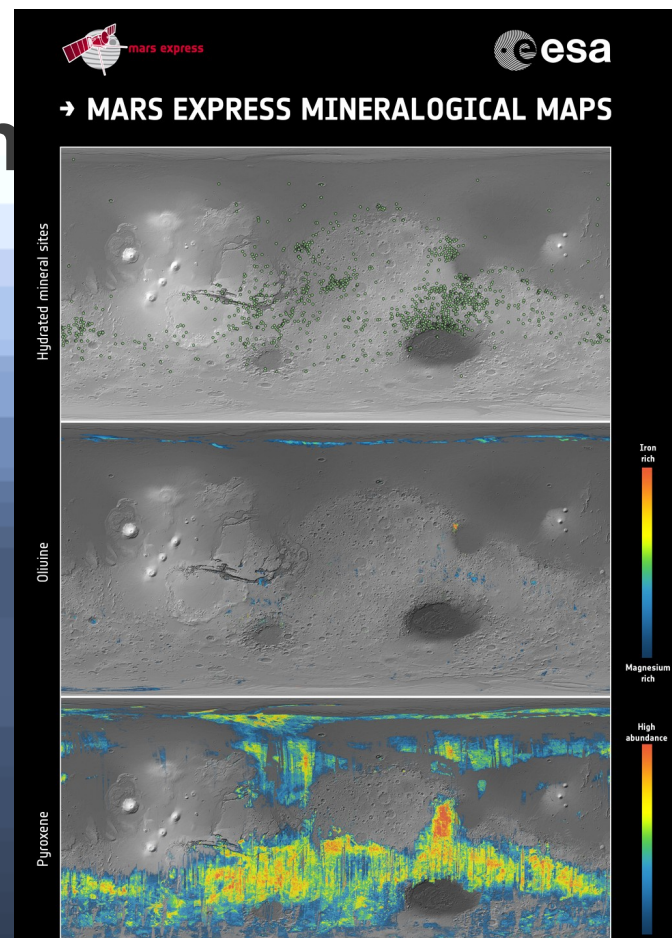 mars express
esa
→ MARS EXPRESS MINERALOGICAL MAPS
Hydrated mineral sites
Olivine
Iron
rich
Magnesium
rich
Pyroxene
High
abundance